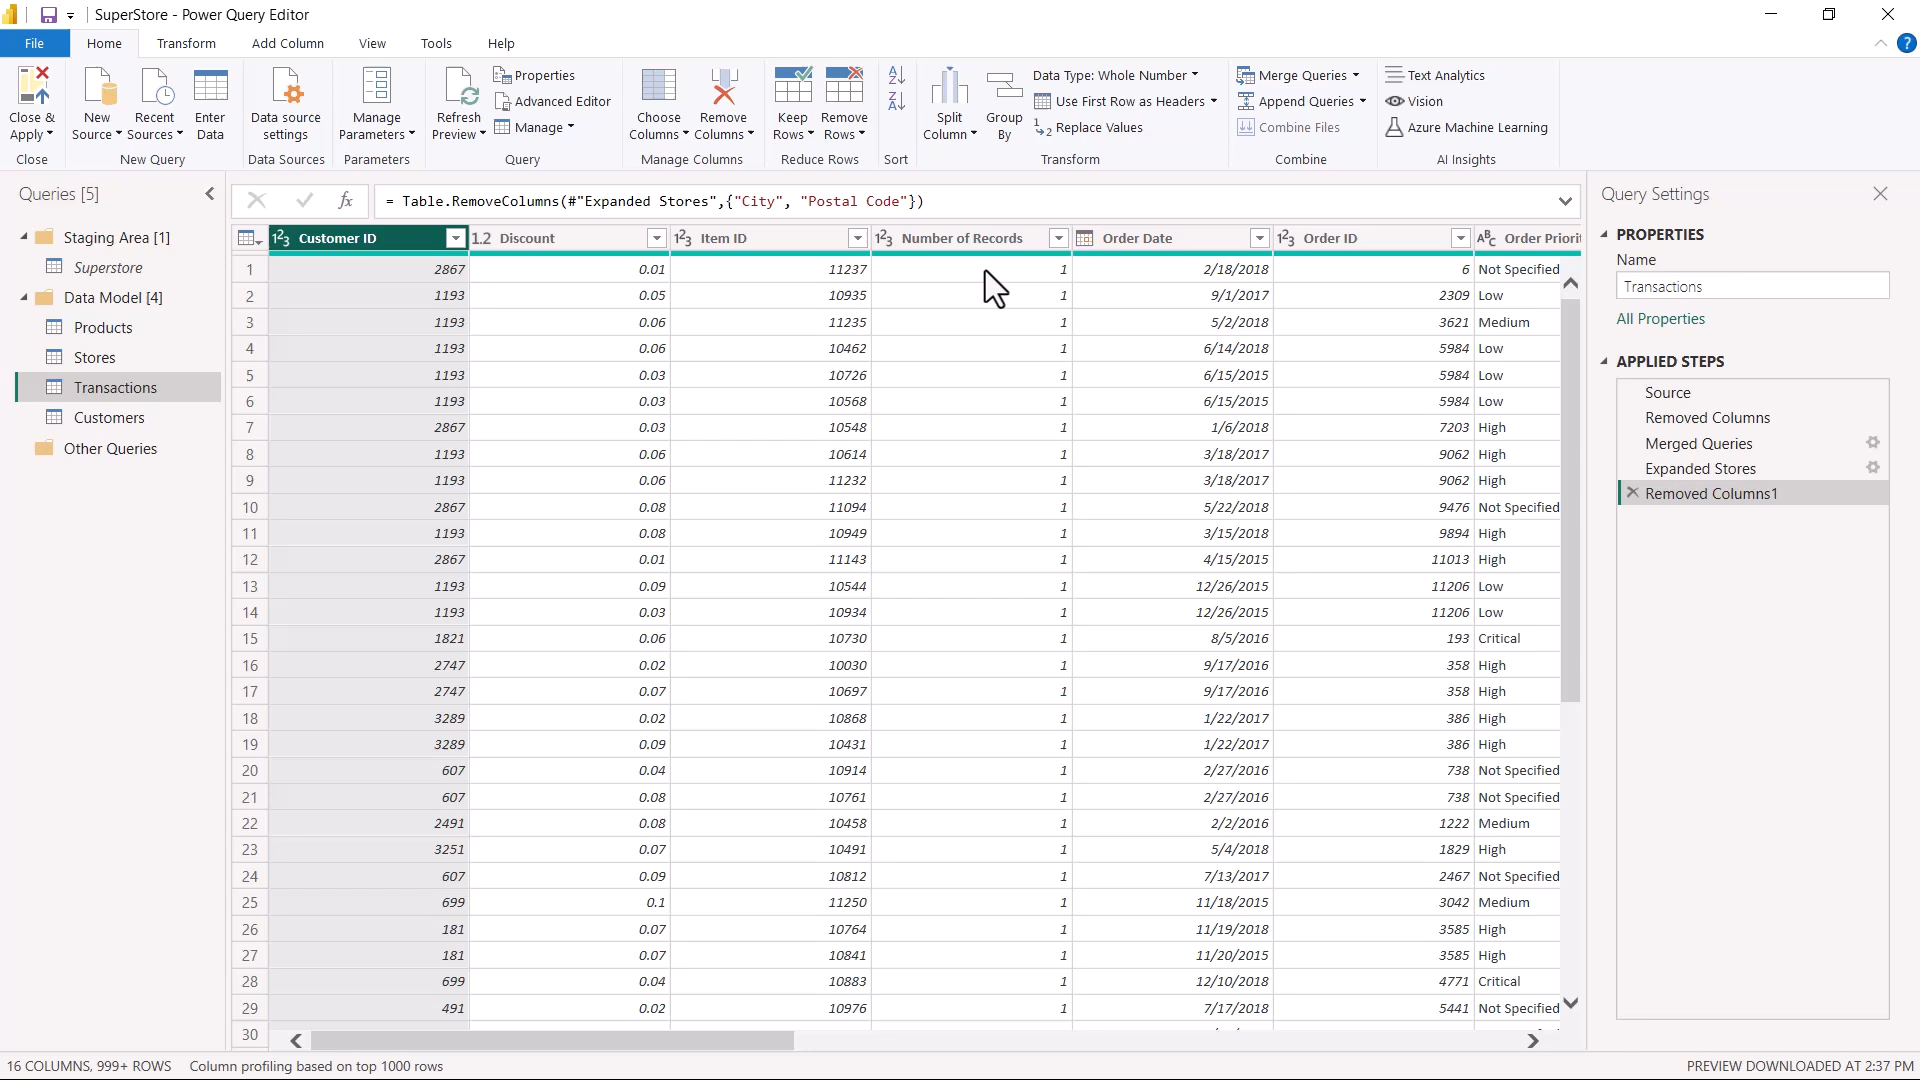 SuperStore - Power Query Editor
File Home Transform Add Column View Tools Help
Close & Apply
New Source
Recent Sources
Enter Data
Data source settings
Manage Parameters
Refresh Preview
Properties
Advanced Editor
Manage
Choose Columns
Remove Columns
Keep Rows
Remove Rows
Split Column
Group By
Data Type: Whole Number
Use First Row as Headers
Replace Values
Merge Queries
Append Queries
Combine Files
Text Analytics
Vision
Azure Machine Learning
Close New Query Data Sources Parameters Query Manage Columns Reduce Rows Sort Transform Combine AI Insights
Queries [5]
Staging Area [1]
Superstore
Data Model [4]
Products
Stores
Transactions
Customers
Other Queries
fx = Table.RemoveColumns(#"Expanded Stores",{"City", "Postal Code"})
123 Customer ID 1.2 Discount 123 Item ID 123 Number of Records Order Date 123 Order ID ABC Order Priorit
1 2867 0.01 11237 1 2/18/2018 6 Not Specified
2 1193 0.05 10935 1 9/1/2017 2309 Low
3 1193 0.06 11235 1 5/2/2018 3621 Medium
4 1193 0.06 10462 1 6/14/2018 5984 Low
5 1193 0.03 10726 1 6/15/2015 5984 Low
6 1193 0.03 10568 1 6/15/2015 5984 Low
7 2867 0.03 10548 1 1/6/2018 7203 High
8 1193 0.06 10614 1 3/18/2017 9062 High
9 1193 0.06 11232 1 3/18/2017 9062 High
10 2867 0.08 11094 1 5/22/2018 9476 Not Specified
11 1193 0.08 10949 1 3/15/2018 9894 High
12 2867 0.01 11143 1 4/15/2015 11013 High
13 1193 0.09 10544 1 12/26/2015 11206 Low
14 1193 0.03 10934 1 12/26/2015 11206 Low
15 1821 0.06 10730 1 8/5/2016 193 Critical
16 2747 0.02 10030 1 9/17/2016 358 High
17 2747 0.07 10697 1 9/17/2016 358 High
18 3289 0.02 10868 1 1/22/2017 386 High
19 3289 0.09 10431 1 1/22/2017 386 High
20 607 0.04 10914 1 2/27/2016 738 Not Specified
21 607 0.08 10761 1 2/27/2016 738 Not Specified
22 2491 0.08 10458 1 2/2/2016 1222 Medium
23 3251 0.07 10491 1 5/4/2018 1829 High
24 607 0.09 10812 1 7/13/2017 2467 Not Specified
25 699 0.1 11250 1 11/18/2015 3042 Medium
26 181 0.07 10764 1 11/19/2018 3585 High
27 181 0.07 10841 1 11/20/2015 3585 High
28 699 0.04 10883 1 12/10/2018 4771 Critical
29 491 0.02 10976 1 7/17/2018 5441 Not Specified
30
Query Settings
PROPERTIES
Name
Transactions
All Properties
APPLIED STEPS
Source
Removed Columns
Merged Queries
Expanded Stores
Removed Columns1
16 COLUMNS, 999+ ROWS Column profiling based on top 1000 rows PREVIEW DOWNLOADED AT 2:37 PM